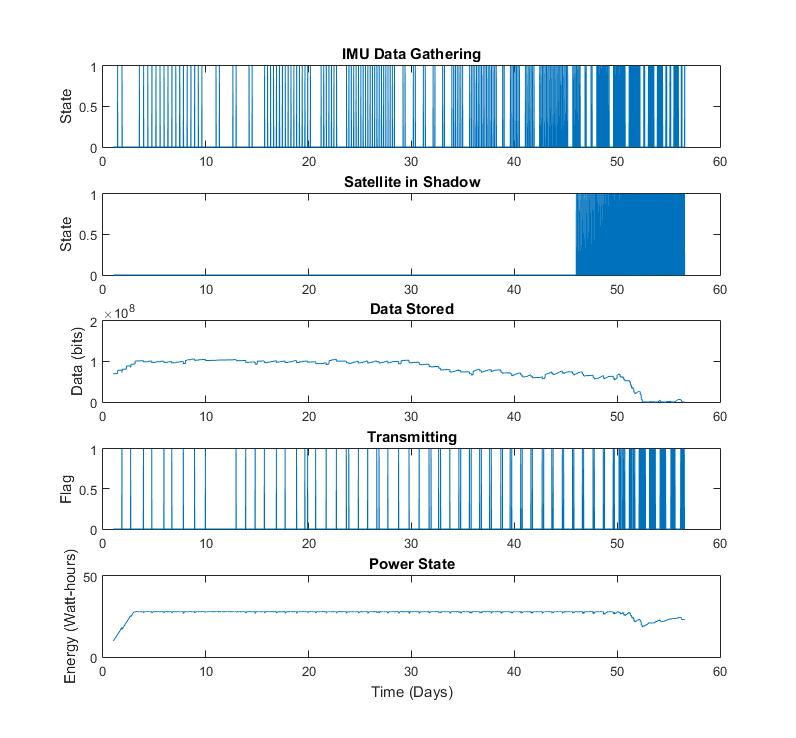 IMU Data Gathering
State
1
0.5
0
0 10 20 30 40 50 60
Satellite in Shadow
State
1
0.5
0
0 10 20 30 40 50 60
Data Stored
×10⁸
Data (bits)
2
1
0
0 10 20 30 40 50 60
Transmitting
Flag
1
0.5
0
0 10 20 30 40 50 60
Power State
Energy (Watt-hours)
50
0
0 10 20 30 40 50 60
Time (Days)